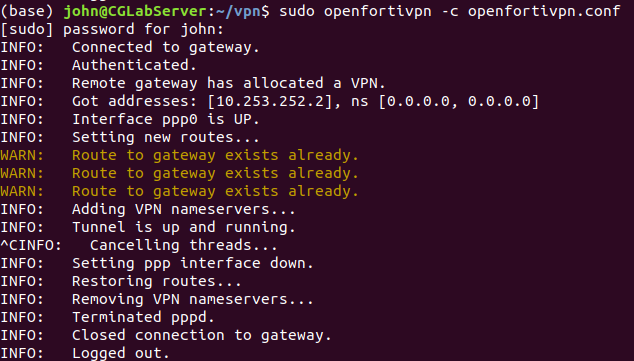 (base) john@CGLabServer:~/vpn$ sudo openfortivpn -c openfortivpn.conf
[sudo] password for john:
INFO:   Connected to gateway.
INFO:   Authenticated.
INFO:   Remote gateway has allocated a VPN.
INFO:   Got addresses: [10.253.252.2], ns [0.0.0.0, 0.0.0.0]
INFO:   Interface ppp0 is UP.
INFO:   Setting new routes...
WARN:   Route to gateway exists already.
WARN:   Route to gateway exists already.
WARN:   Route to gateway exists already.
INFO:   Adding VPN nameservers...
INFO:   Tunnel is up and running.
^CINFO:   Cancelling threads...
INFO:   Setting ppp interface down.
INFO:   Restoring routes...
INFO:   Removing VPN nameservers...
INFO:   Terminated pppd.
INFO:   Closed connection to gateway.
INFO:   Logged out.